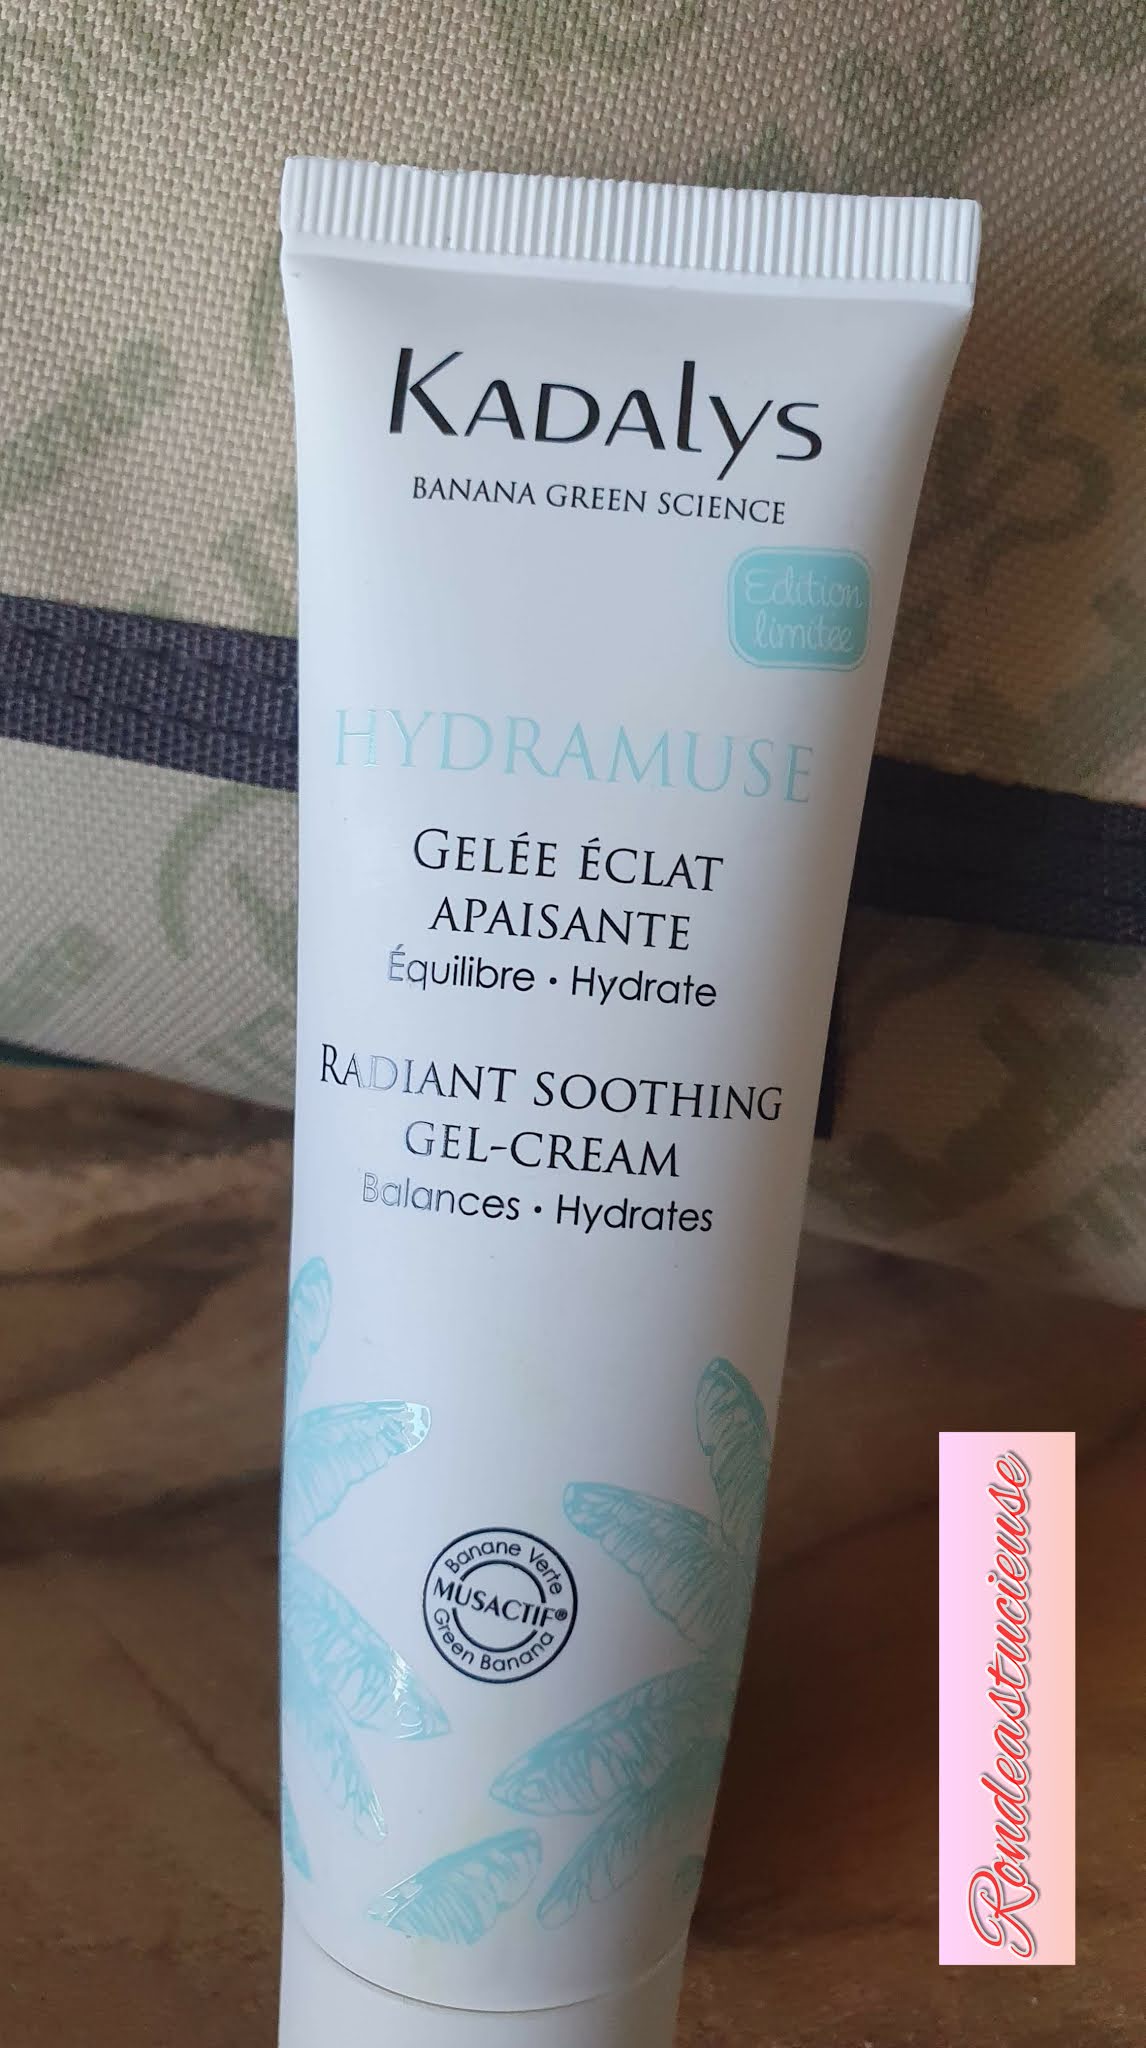 KADALYS
BANANA GREEN SCIENCE
Edition
limitée
HYDRAMUSE
GELÉE ÉCLAT
APAISANTE
Équilibre • Hydrate
RADIANT SOOTHING
GEL-CREAM
Balances • Hydrates
Banane Verte
MUSACTIF®
Green Banana
Rondeastucieuse